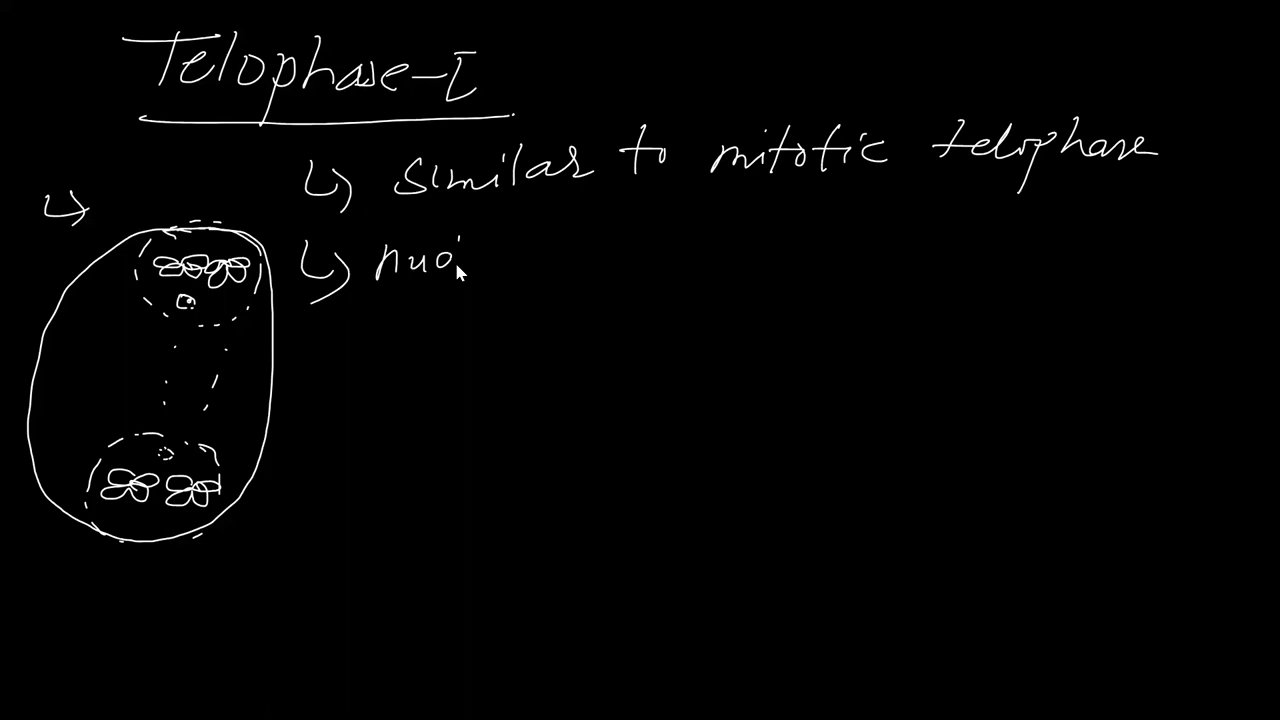 Telophase-I
↳ similar to mitotic telophase
↳